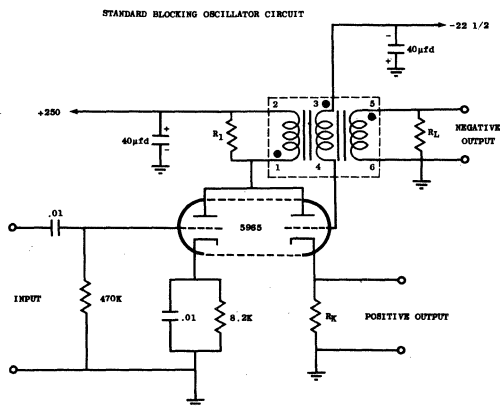 STANDARD BLOCKING OSCILLATOR CIRCUIT
-22 1/2
-
40µfd
+
2
3
5
+250
+
40µfd
-
R1
RL
NEGATIVE
OUTPUT
1
4
6
.01
5965
INPUT
470K
.01
8.2K
RK
POSITIVE OUTPUT